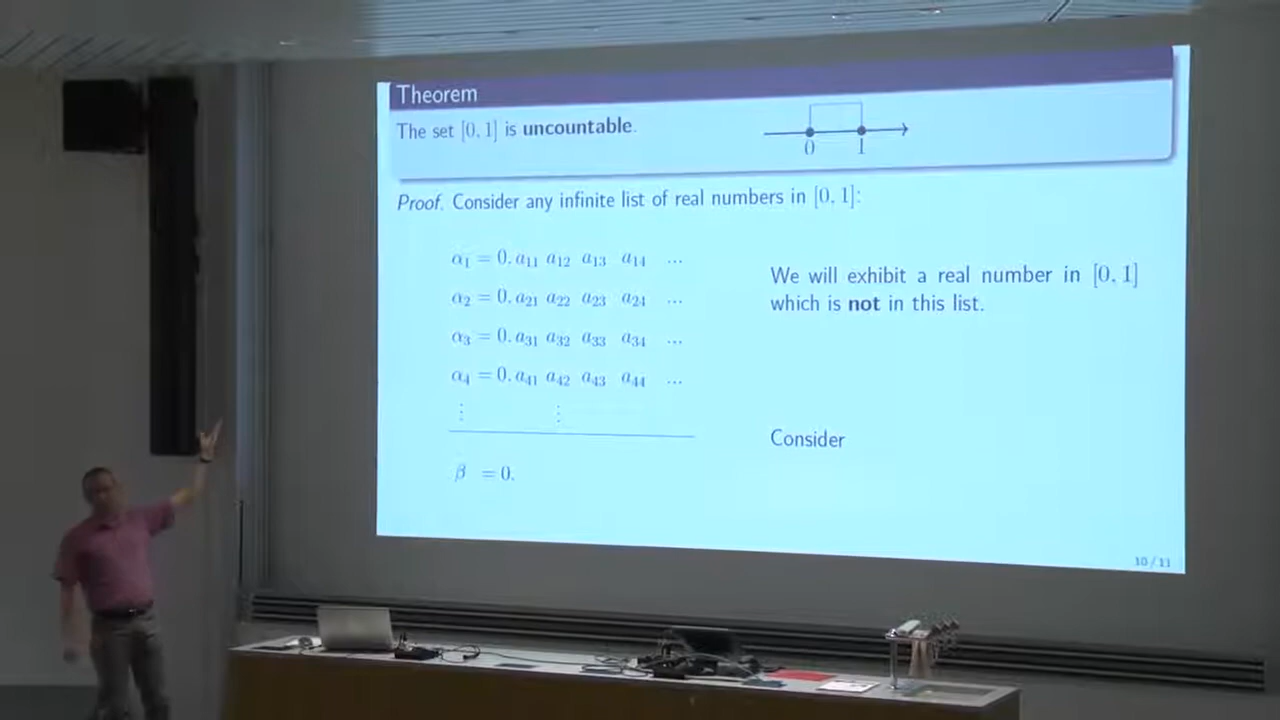 Theorem
The set [0, 1] is uncountable.
0 1
Proof. Consider any infinite list of real numbers in [0, 1]:
α₁ = 0. a₁₁ a₁₂ a₁₃ a₁₄ ...
α₂ = 0. a₂₁ a₂₂ a₂₃ a₂₄ ...
α₃ = 0. a₃₁ a₃₂ a₃₃ a₃₄ ...
α₄ = 0. a₄₁ a₄₂ a₄₃ a₄₄ ...
⋮ ⋮
β = 0.
We will exhibit a real number in [0, 1]
which is not in this list.
Consider
10 / 11